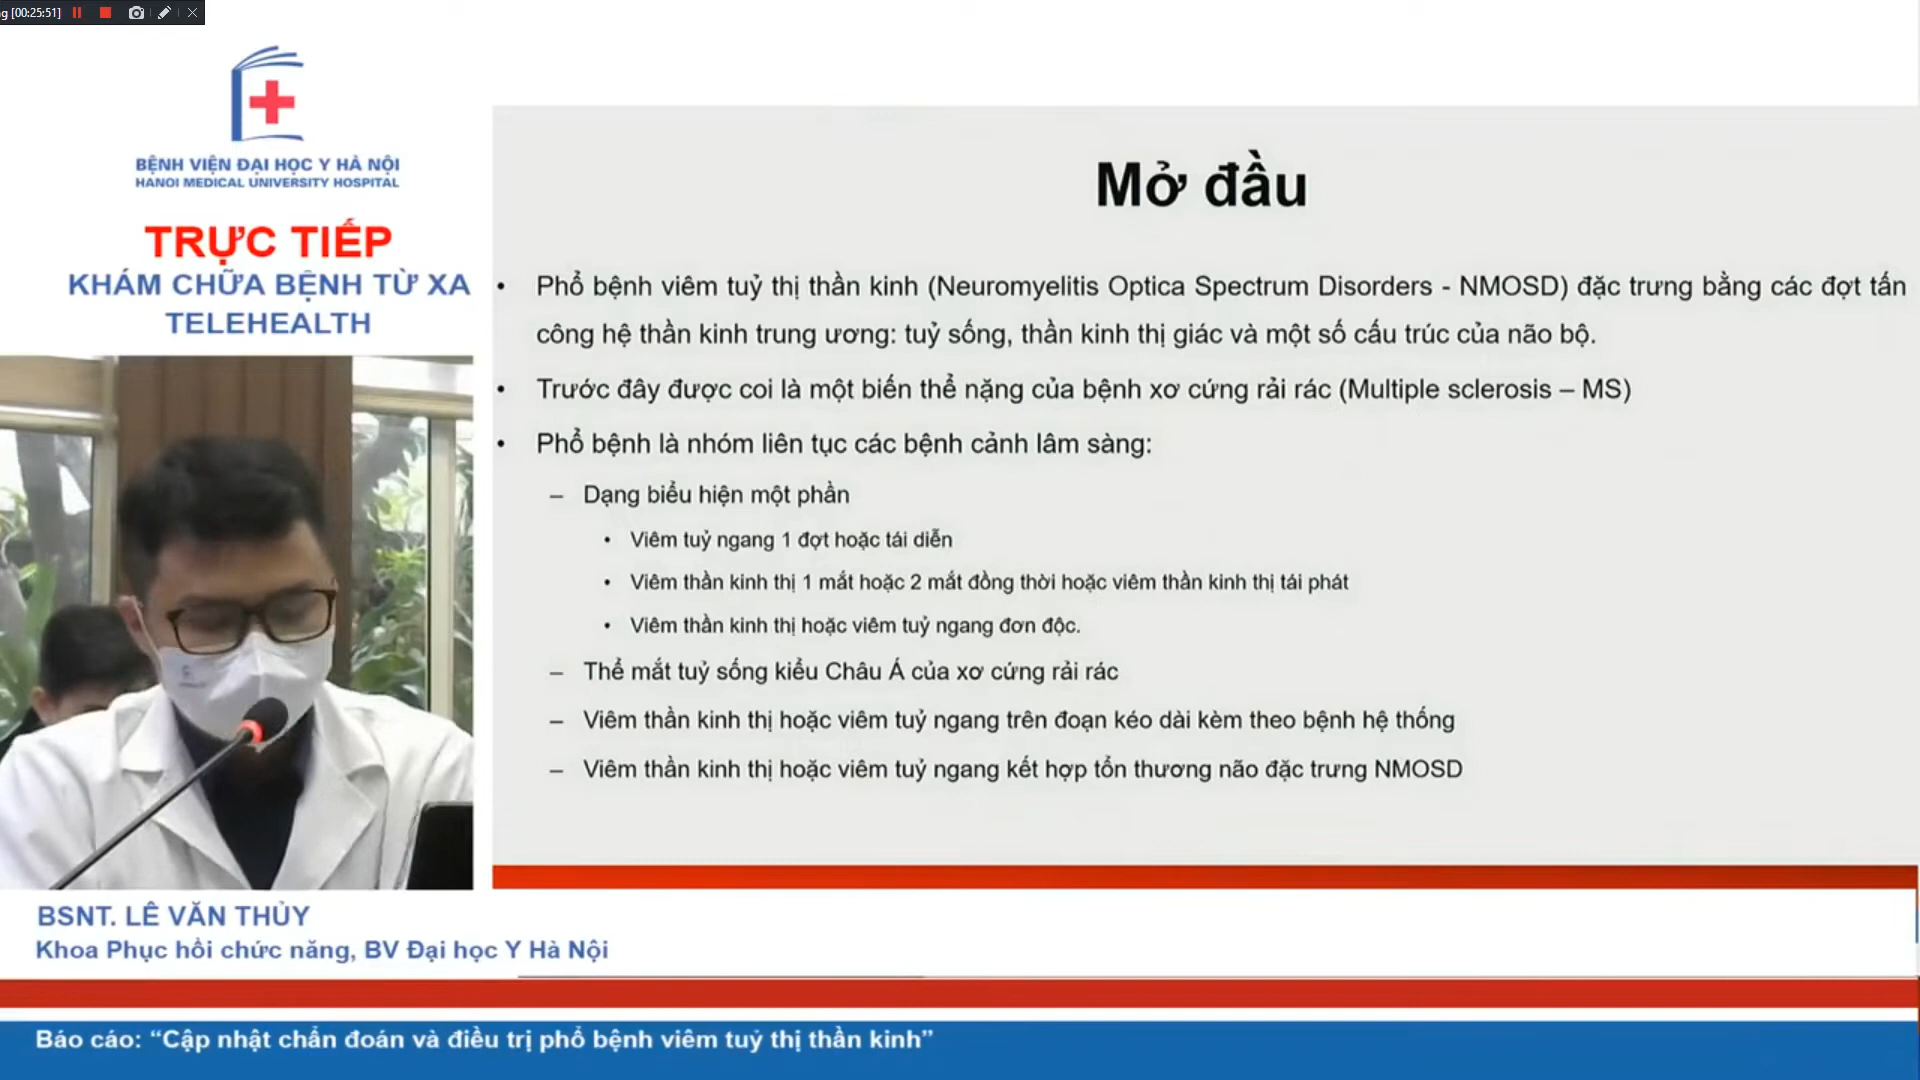 g [00:25:51]
BỆNH VIỆN ĐẠI HỌC Y HÀ NỘI
HANOI MEDICAL UNIVERSITY HOSPITAL
TRỰC TIẾP
KHÁM CHỮA BỆNH TỪ XA
TELEHEALTH
Mở đầu
• Phổ bệnh viêm tuỷ thị thần kinh (Neuromyelitis Optica Spectrum Disorders - NMOSD) đặc trưng bằng các đợt tấn
công hệ thần kinh trung ương: tuỷ sống, thần kinh thị giác và một số cấu trúc của não bộ.
• Trước đây được coi là một biến thể nặng của bệnh xơ cứng rải rác (Multiple sclerosis – MS)
• Phổ bệnh là nhóm liên tục các bệnh cảnh lâm sàng:
– Dạng biểu hiện một phần
• Viêm tuỷ ngang 1 đợt hoặc tái diễn
• Viêm thần kinh thị 1 mắt hoặc 2 mắt đồng thời hoặc viêm thần kinh thị tái phát
• Viêm thần kinh thị hoặc viêm tuỷ ngang đơn độc.
– Thể mắt tuỷ sống kiểu Châu Á của xơ cứng rải rác
– Viêm thần kinh thị hoặc viêm tuỷ ngang trên đoạn kéo dài kèm theo bệnh hệ thống
– Viêm thần kinh thị hoặc viêm tuỷ ngang kết hợp tổn thương não đặc trưng NMOSD
BSNT. LÊ VĂN THỦY
Khoa Phục hồi chức năng, BV Đại học Y Hà Nội
Báo cáo: “Cập nhật chẩn đoán và điều trị phổ bệnh viêm tuỷ thị thần kinh”